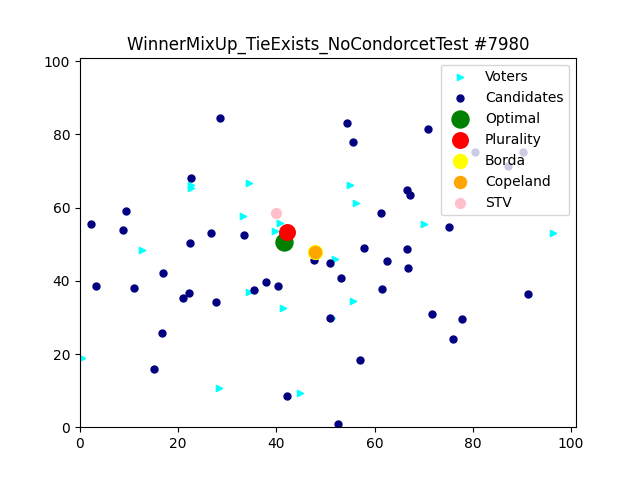 WinnerMixUp_TieExists_NoCondorcetTest #7980
100
80
60
40
20
0
0 20 40 60 80 100
Voters
Candidates
Optimal
Plurality
Borda
Copeland
STV